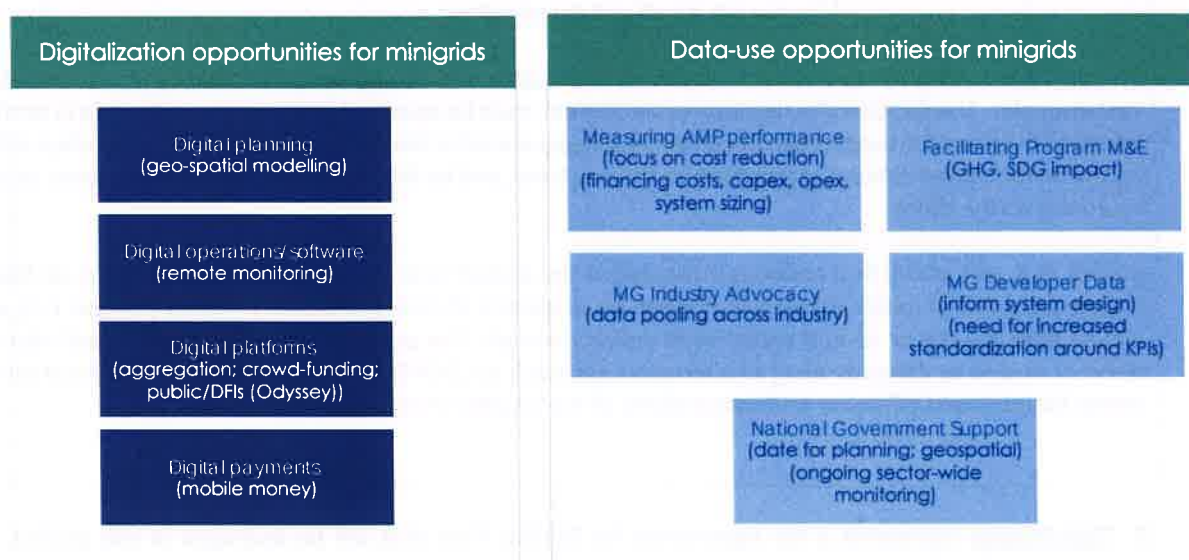 Digitalization opportunities for minigrids
Digital planning
(geo-spatial modelling)
Digital operations/software
(remote monitoring)
Digital platforms
(aggregation; crowd-funding;
public/DFIs (Odyssey))
Digital payments
(mobile money)
Data-use opportunities for minigrids
Measuring AMP performance
(focus on cost reduction)
(financing costs, capex, opex,
system sizing)
Facilitating Program M&E
(GHG, SDG impact)
MG Industry Advocacy
(data pooling across industry)
MG Developer Data
(inform system design)
(need for increased
standardization around KPIs)
National Government Support
(date for planning; geospatial)
(ongoing sector-wide
monitoring)